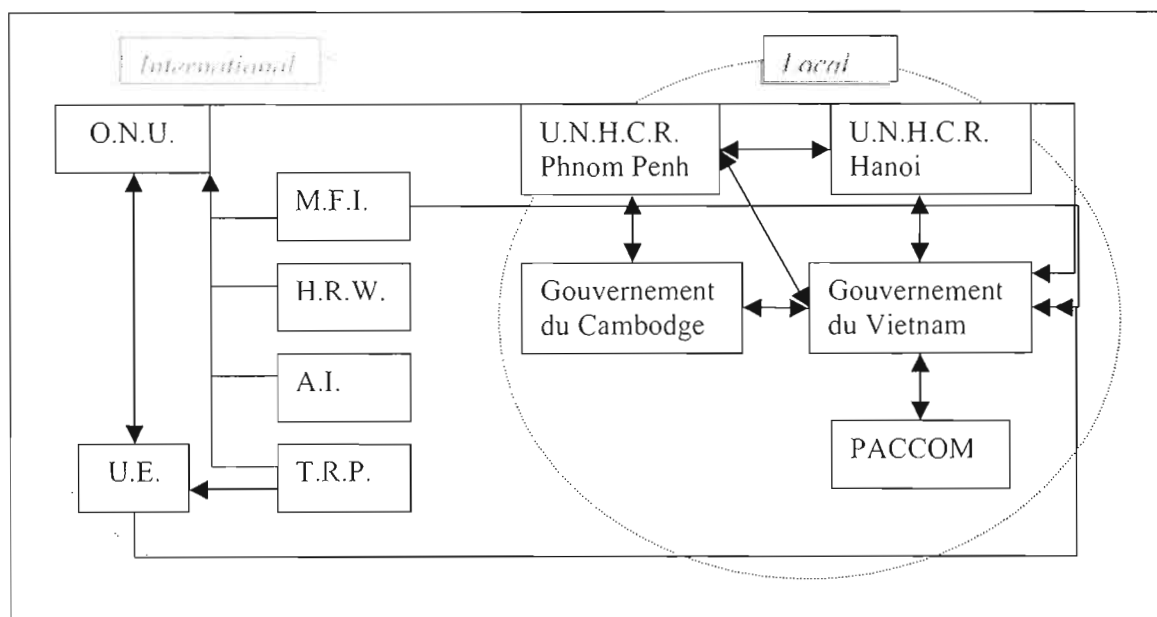 International
Local
O.N.U.
U.N.H.C.R.
Phnom Penh
U.N.H.C.R.
Hanoi
M.F.I.
H.R.W.
Gouvernement
du Cambodge
Gouvernement
du Vietnam
A.I.
U.E.
T.R.P.
PACCOM